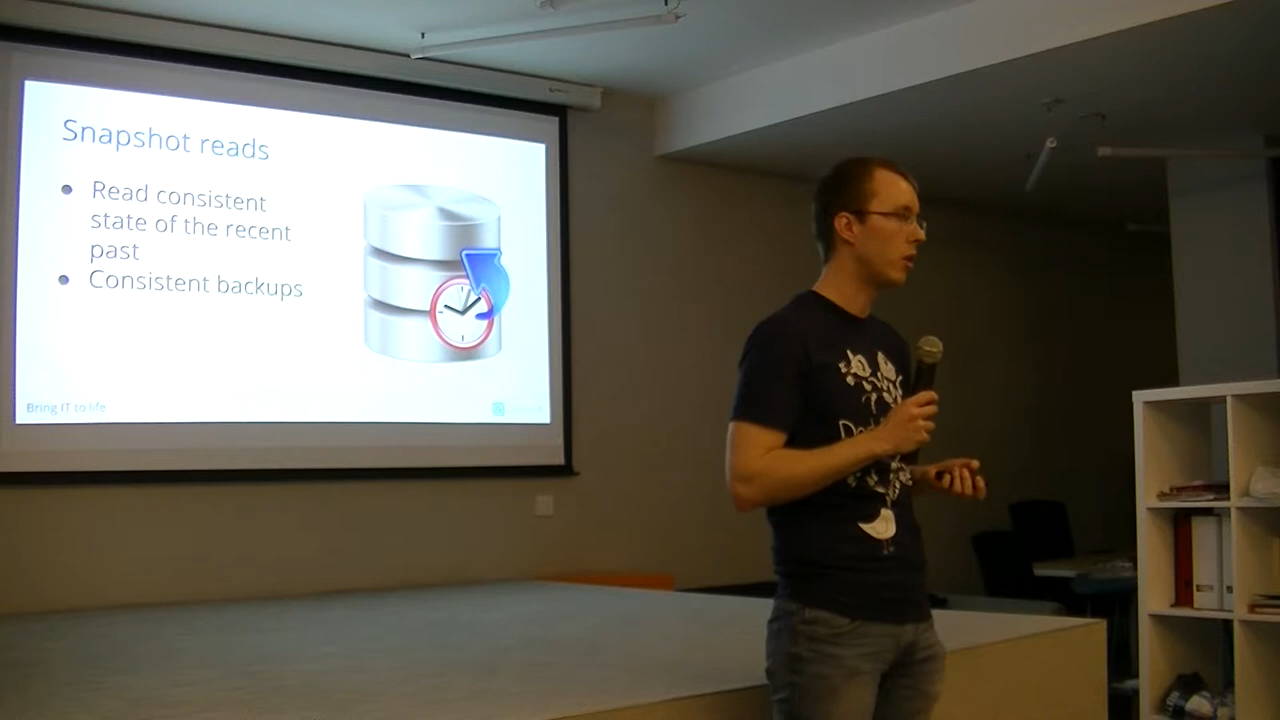 Snapshot reads
● Read consistent
state of the recent
past
● Consistent backups
Bring IT to life